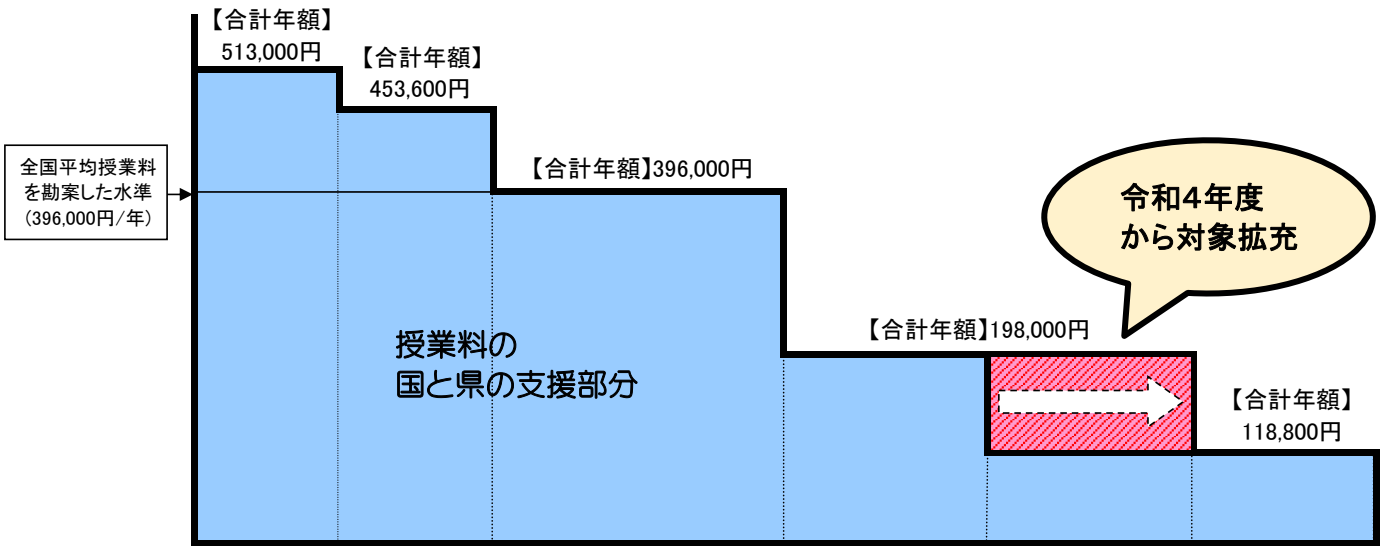 【合計年額】
513,000円
【合計年額】
453,600円
全国平均授業料
を勘案した水準
(396,000円/年)
【合計年額】396,000円
令和4年度
から対象拡充
【合計年額】198,000円
授業料の
国と県の支援部分
【合計年額】
118,800円